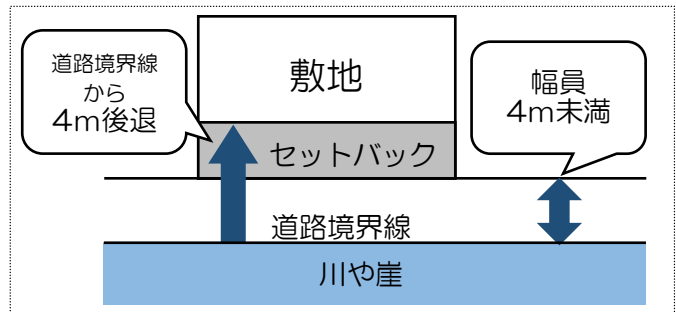 道路境界線
から
4m後退
敷地
幅員
4m未満
セットバック
道路境界線
川や崖